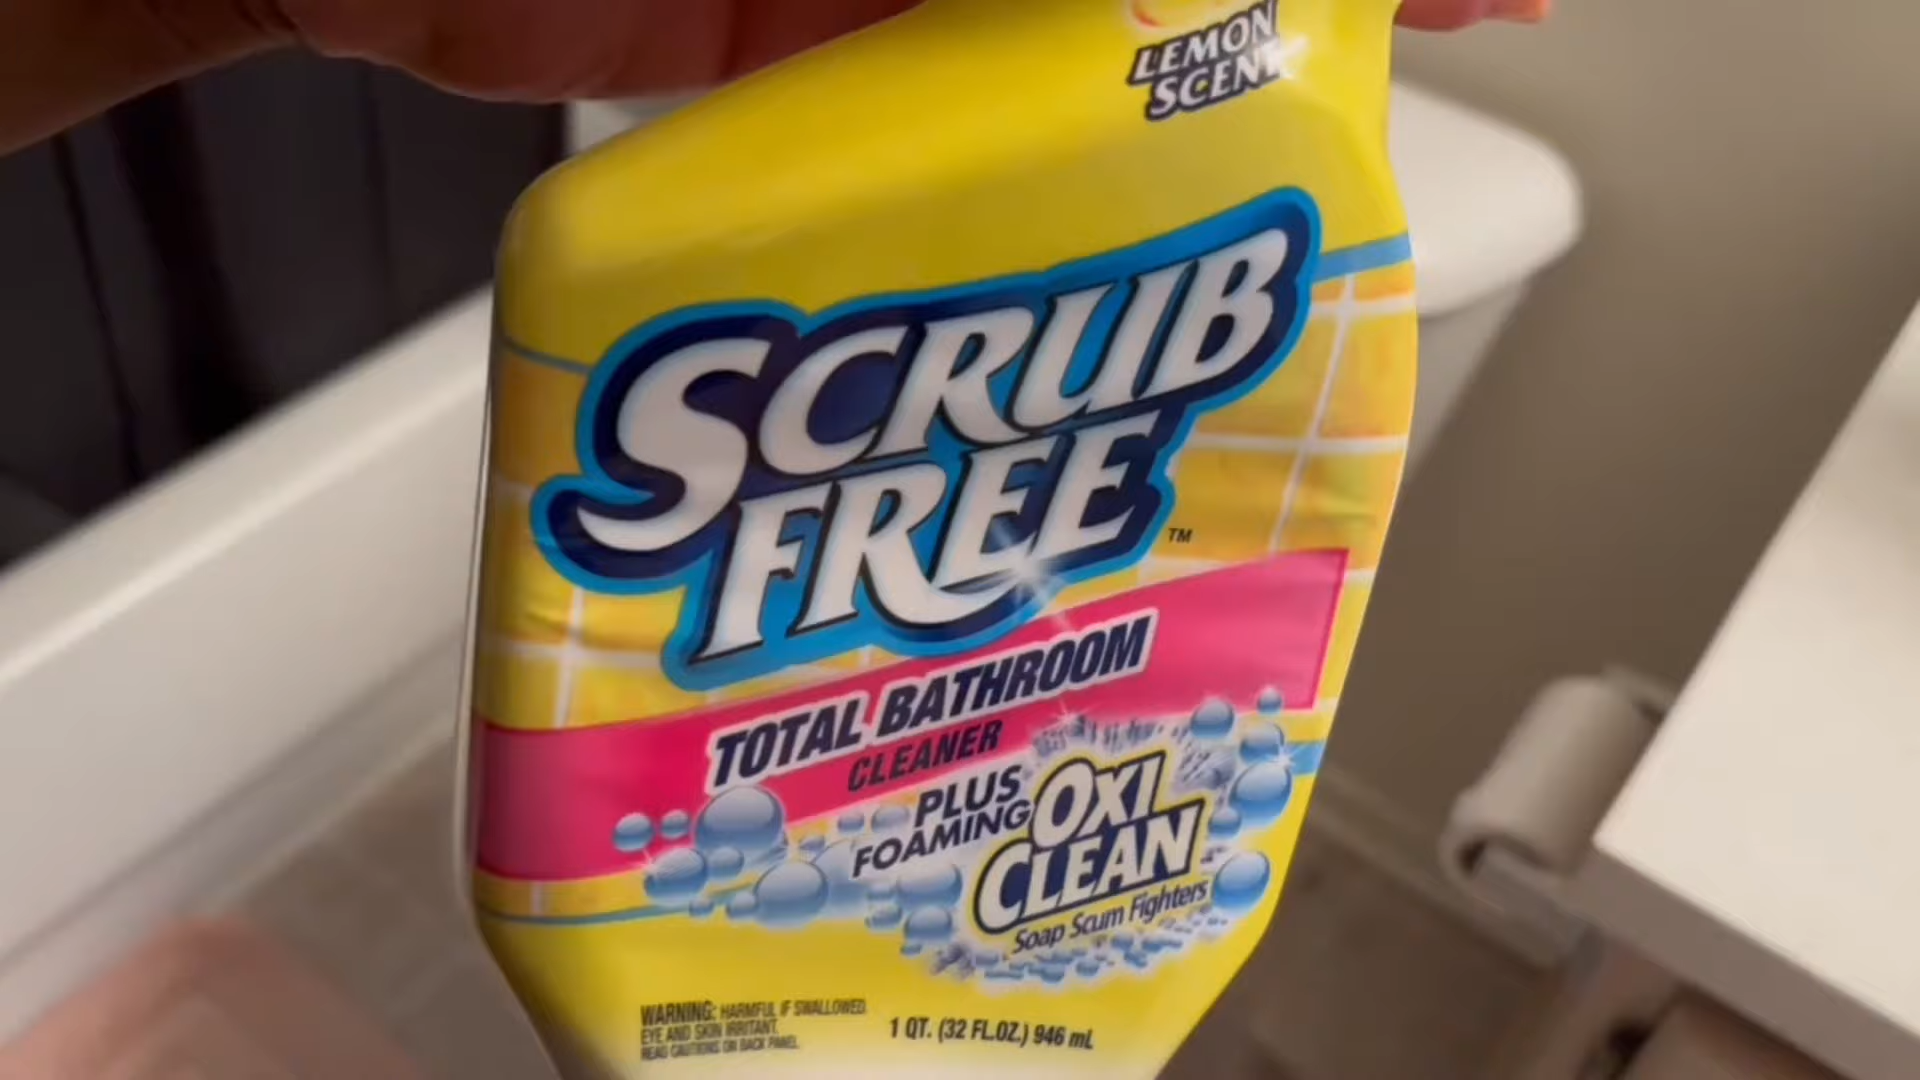 LEMON
SCENT
SCRUB
FREE
™
TOTAL BATHROOM
CLEANER
PLUS
FOAMING
OXI
CLEAN
Soap Scum Fighters
WARNING: HARMFUL IF SWALLOWED.
EYE AND SKIN IRRITANT.
READ CAUTIONS ON BACK PANEL.
1 QT. (32 FL.OZ.) 946 mL